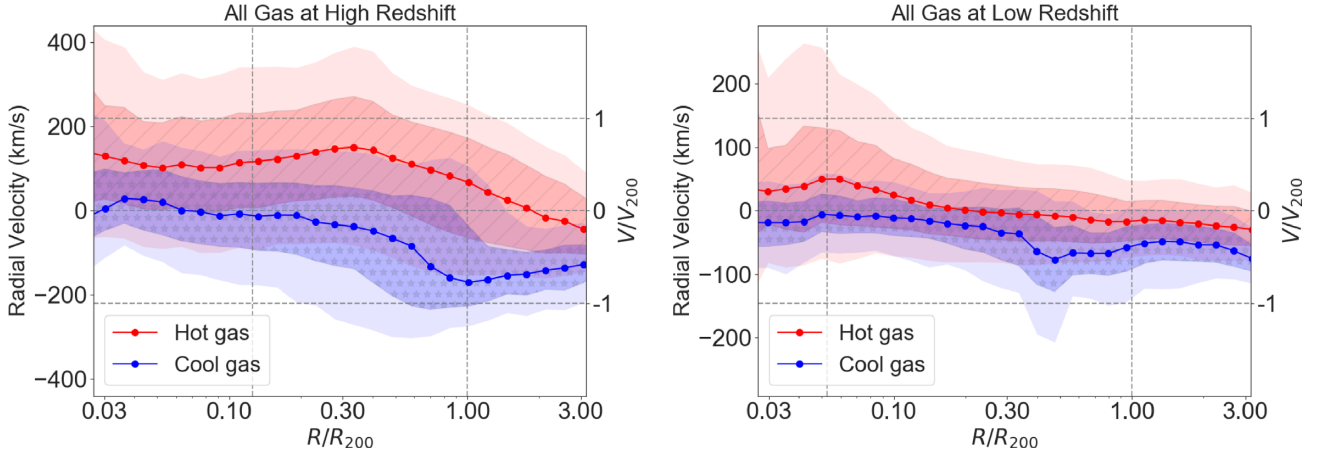 All Gas at High Redshift
400
200
0
−200
−400
Radial Velocity (km/s)
1
0
-1
V/V200
Hot gas
Cool gas
0.03
0.10
0.30
1.00
3.00
R/R200
All Gas at Low Redshift
200
100
0
−100
−200
Radial Velocity (km/s)
1
0
-1
V/V200
Hot gas
Cool gas
0.03
0.10
0.30
1.00
3.00
R/R200